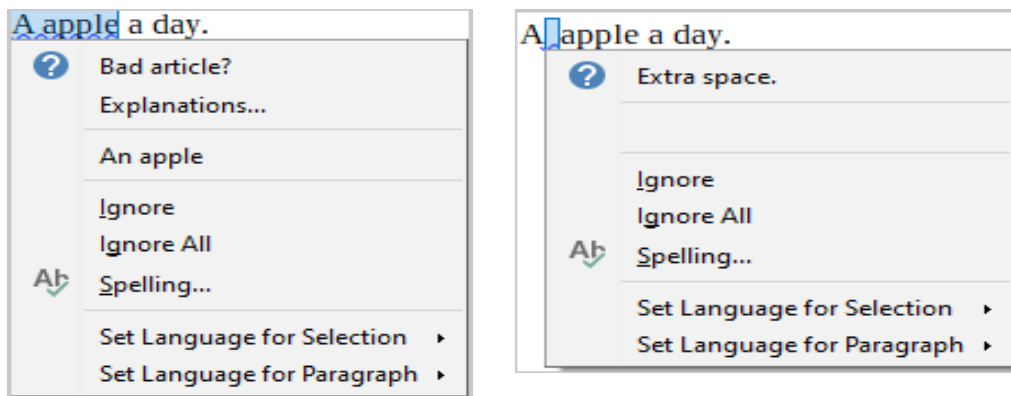 A apple a day.
Bad article?
Explanations...
An apple
Ignore
Ignore All
Spelling...
Set Language for Selection
Set Language for Paragraph
A  apple a day.
Extra space.
Ignore
Ignore All
Spelling...
Set Language for Selection
Set Language for Paragraph